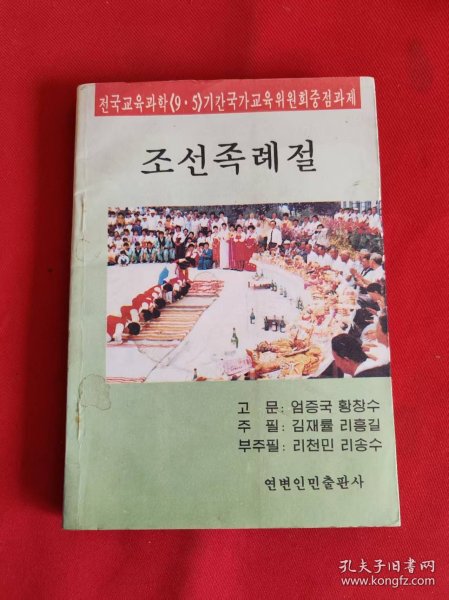 전국교육과학《9·5》기간국가교육위원회중점과제
조선족례절
고 문: 엄증국 황창수
주 필: 김재률 리흥길
부주필: 리천민 리송수
연변인민출판사
孔夫子旧书网
www.kongfz.com